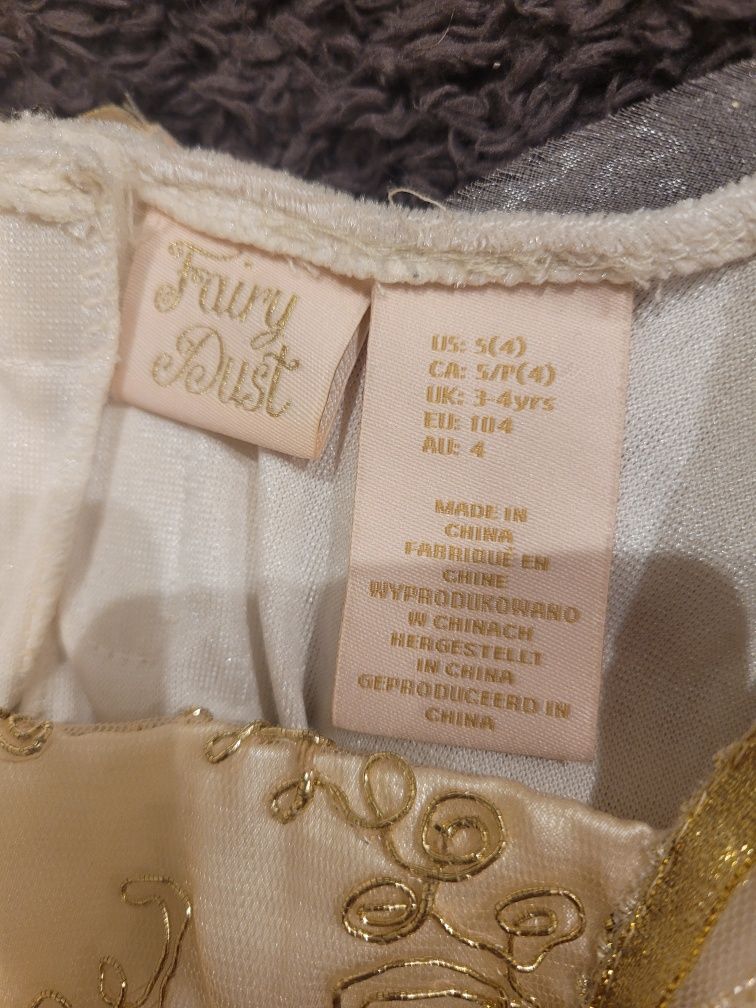 Fairy
Dust
US: S(4)
CA: S/P(4)
UK: 3-4yrs
EU: 104
AU: 4
MADE IN
CHINA
FABRIQUÉ EN
CHINE
WYPRODUKOWANO
W CHINACH
HERGESTELLT
IN CHINA
GEPRODUCEERD IN
CHINA